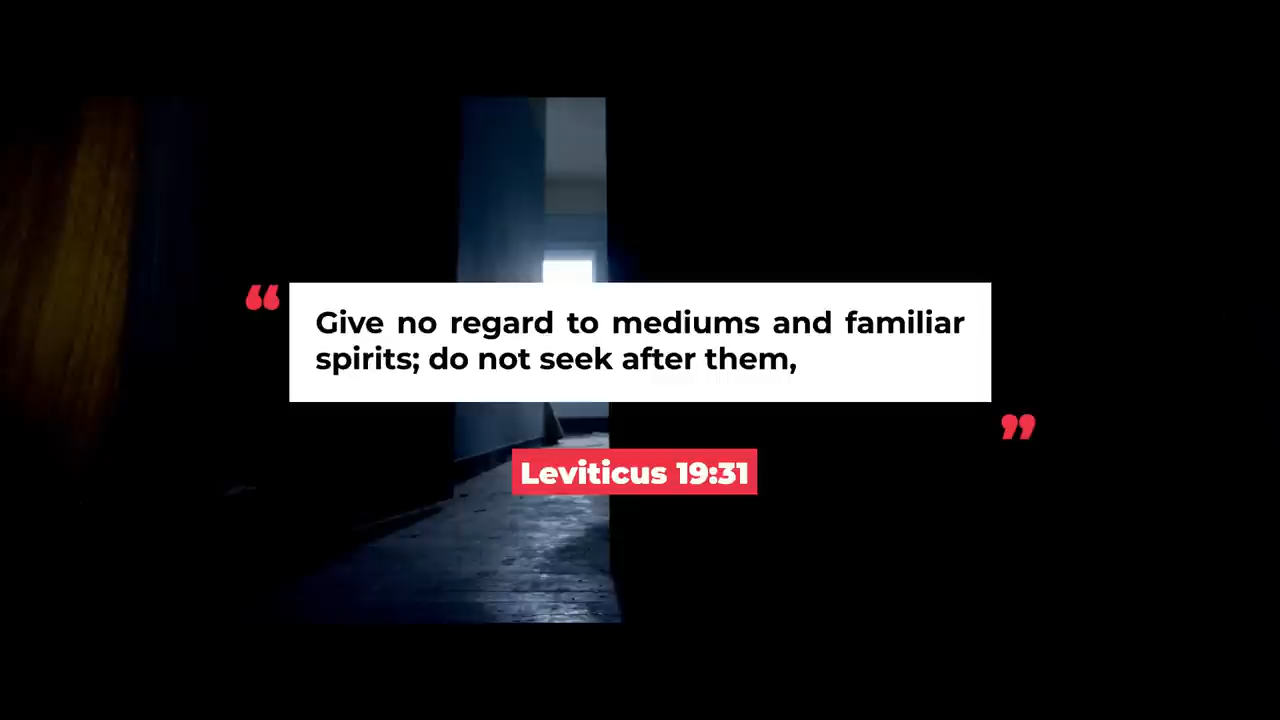 “
Give no regard to mediums and familiar
spirits; do not seek after them,
”
Leviticus 19:31